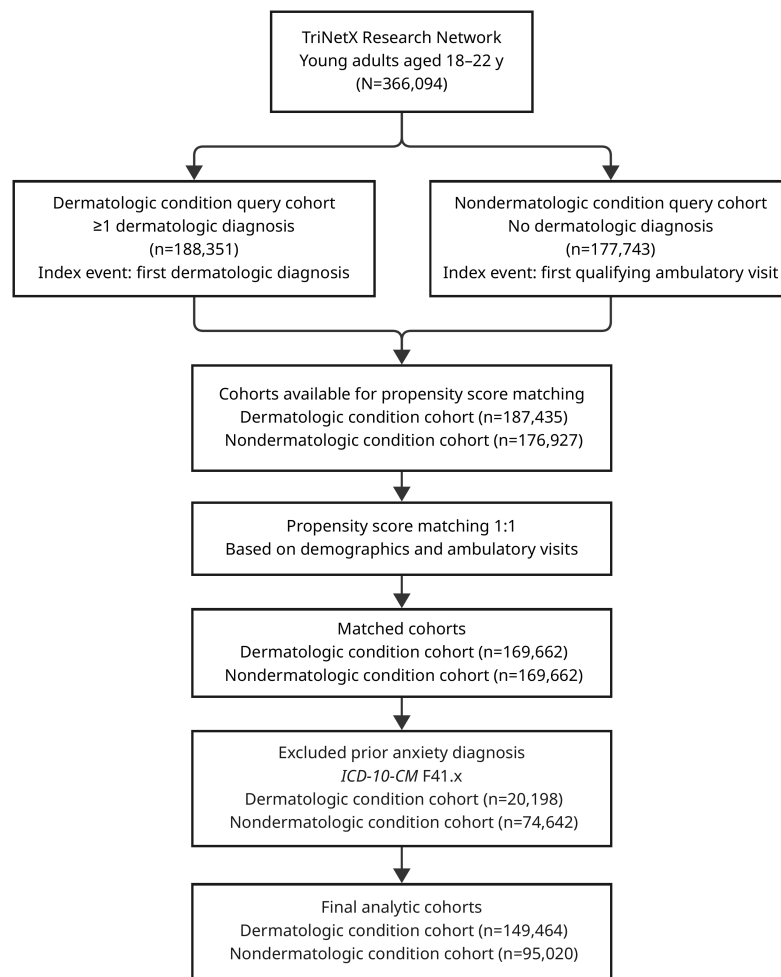 TriNetX Research Network
Young adults aged 18–22 y
(N=366,094)
Dermatologic condition query cohort
≥1 dermatologic diagnosis
(n=188,351)
Index event: first dermatologic diagnosis
Nondermatologic condition query cohort
No dermatologic diagnosis
(n=177,743)
Index event: first qualifying ambulatory visit
Cohorts available for propensity score matching
Dermatologic condition cohort (n=187,435)
Nondermatologic condition cohort (n=176,927)
Propensity score matching 1:1
Based on demographics and ambulatory visits
Matched cohorts
Dermatologic condition cohort (n=169,662)
Nondermatologic condition cohort (n=169,662)
Excluded prior anxiety diagnosis
ICD-10-CM F41.x
Dermatologic condition cohort (n=20,198)
Nondermatologic condition cohort (n=74,642)
Final analytic cohorts
Dermatologic condition cohort (n=149,464)
Nondermatologic condition cohort (n=95,020)